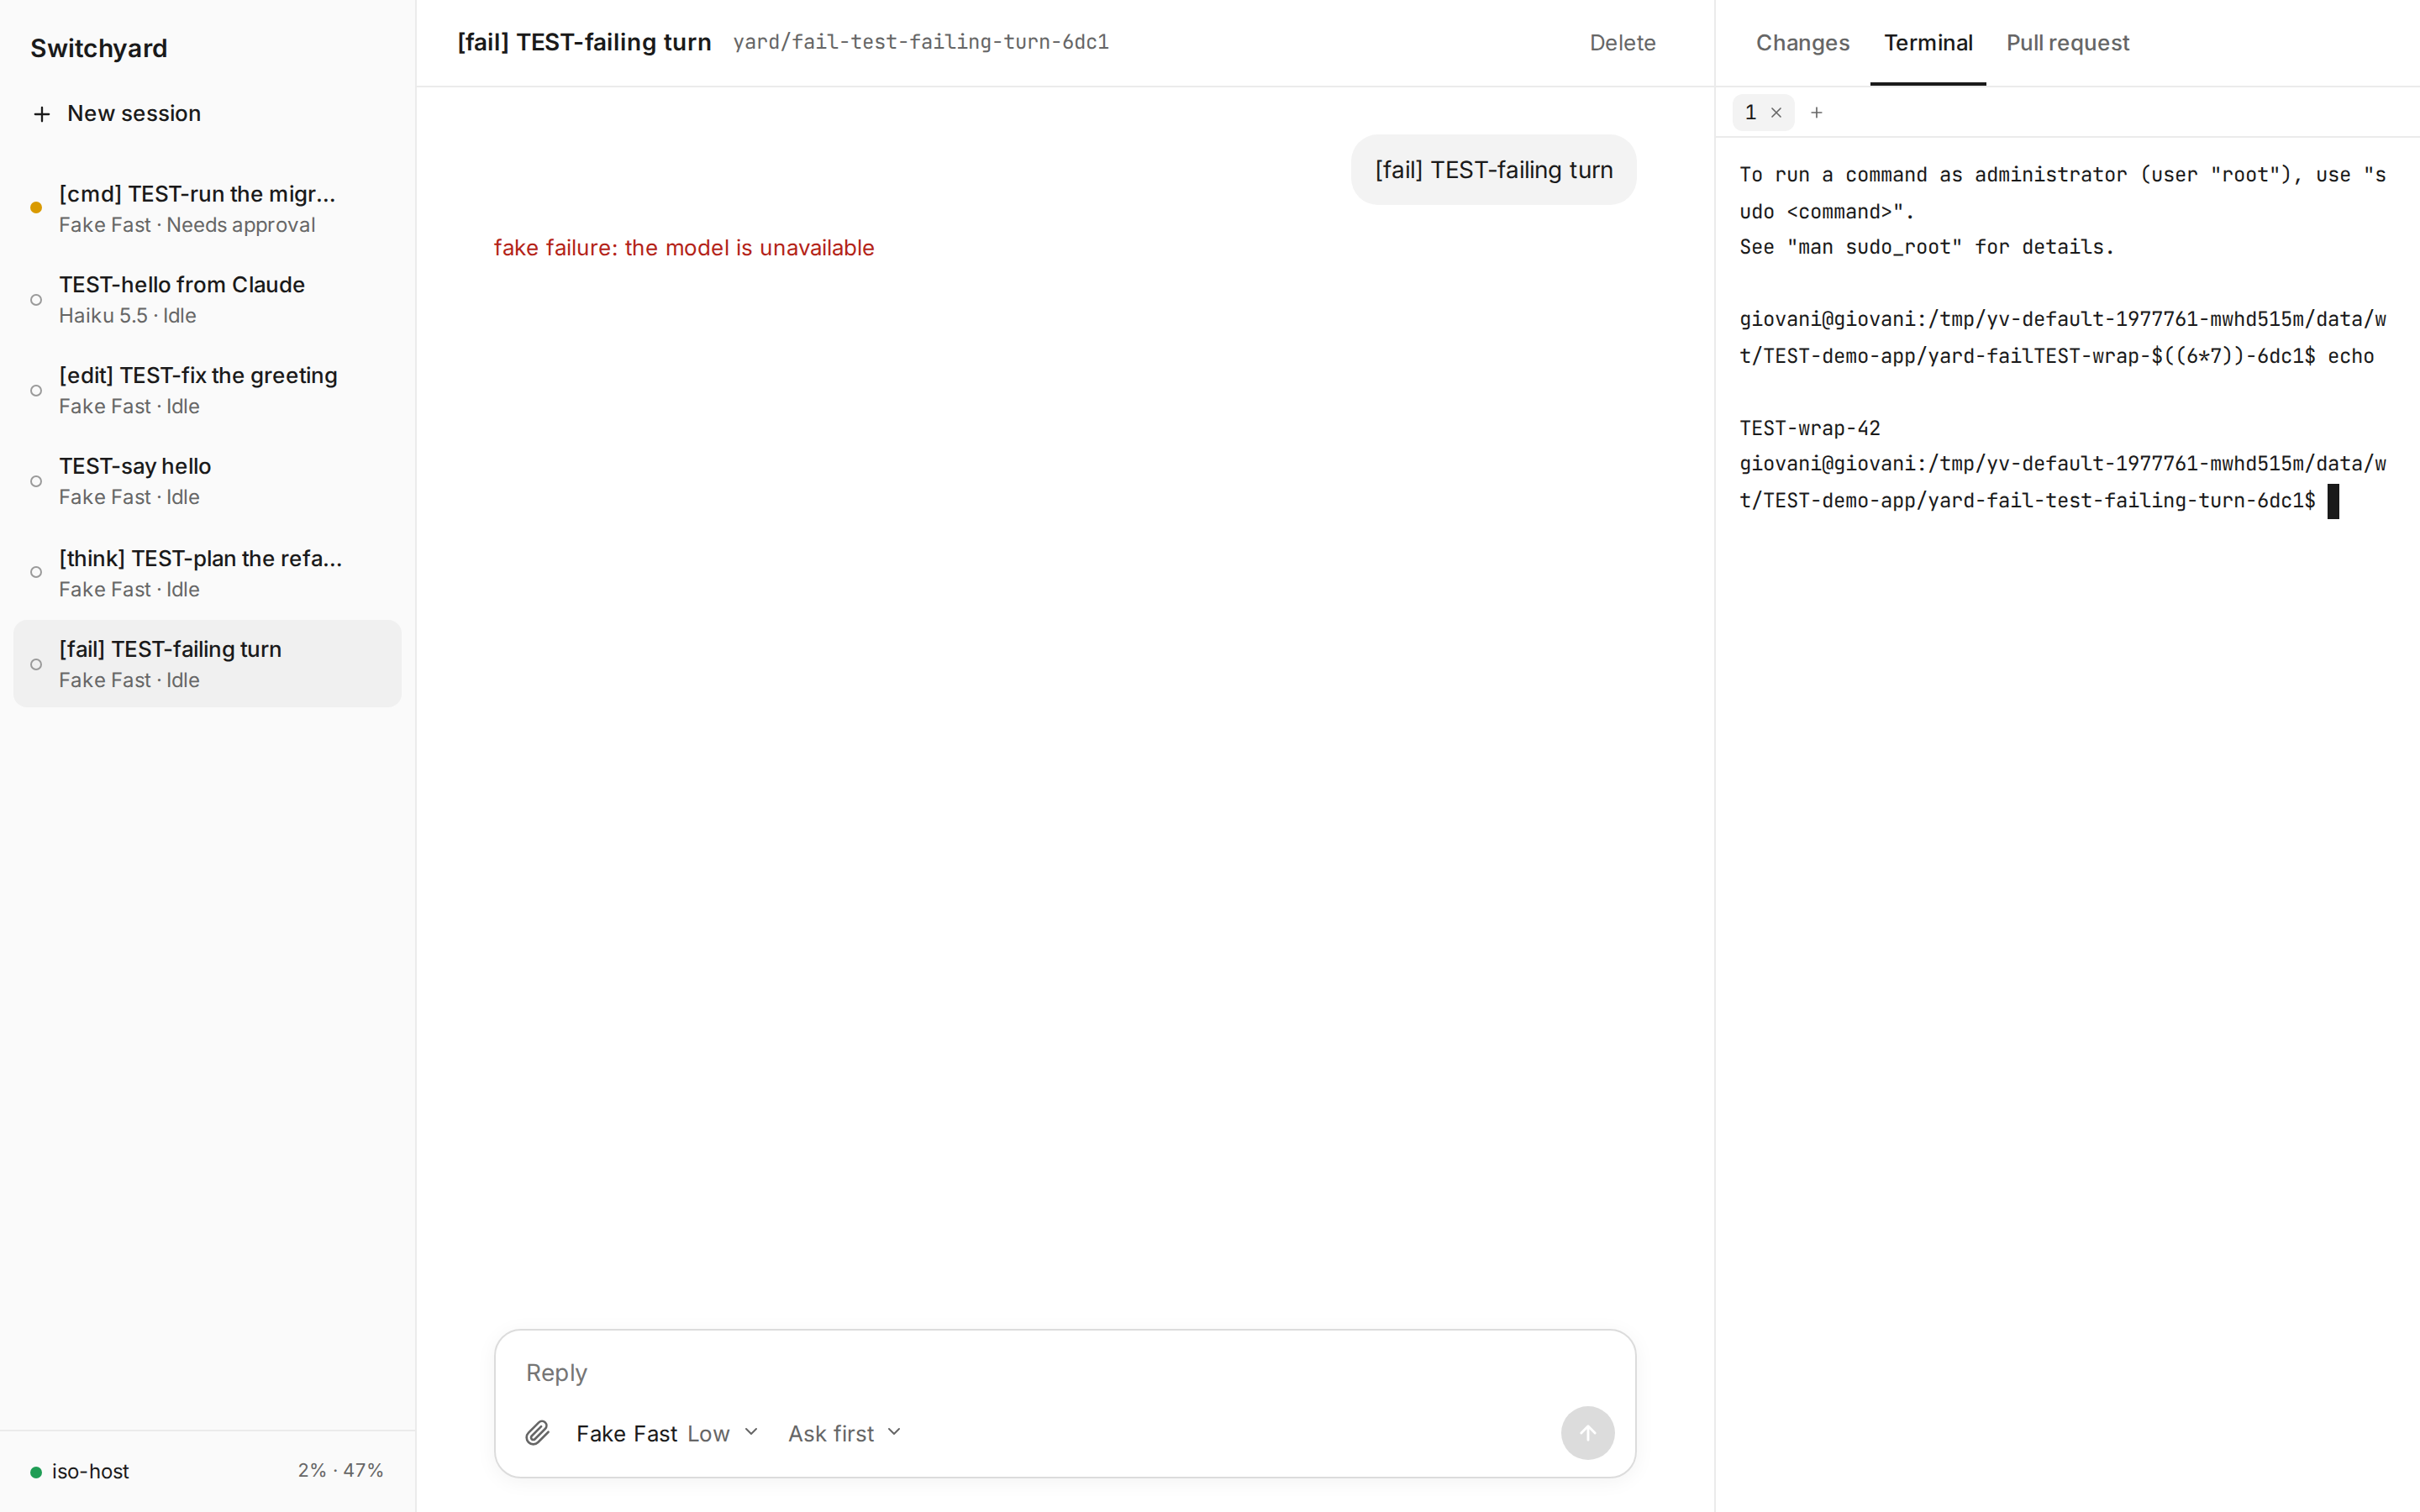 Switchyard
+ New session
[cmd] TEST-run the migr...
Fake Fast · Needs approval
TEST-hello from Claude
Haiku 5.5 · Idle
[edit] TEST-fix the greeting
Fake Fast · Idle
TEST-say hello
Fake Fast · Idle
[think] TEST-plan the refa...
Fake Fast · Idle
[fail] TEST-failing turn
Fake Fast · Idle
iso-host 2% · 47%
[fail] TEST-failing turn yard/fail-test-failing-turn-6dc1 Delete
[fail] TEST-failing turn
fake failure: the model is unavailable
Reply
Fake Fast Low Ask first
Changes Terminal Pull request
1 × +
To run a command as administrator (user "root"), use "s
udo <command>".
See "man sudo_root" for details.
giovani@giovani:/tmp/yv-default-1977761-mwhd515m/data/w
t/TEST-demo-app/yard-failTEST-wrap-$((6*7))-6dc1$ echo
TEST-wrap-42
giovani@giovani:/tmp/yv-default-1977761-mwhd515m/data/w
t/TEST-demo-app/yard-fail-test-failing-turn-6dc1$